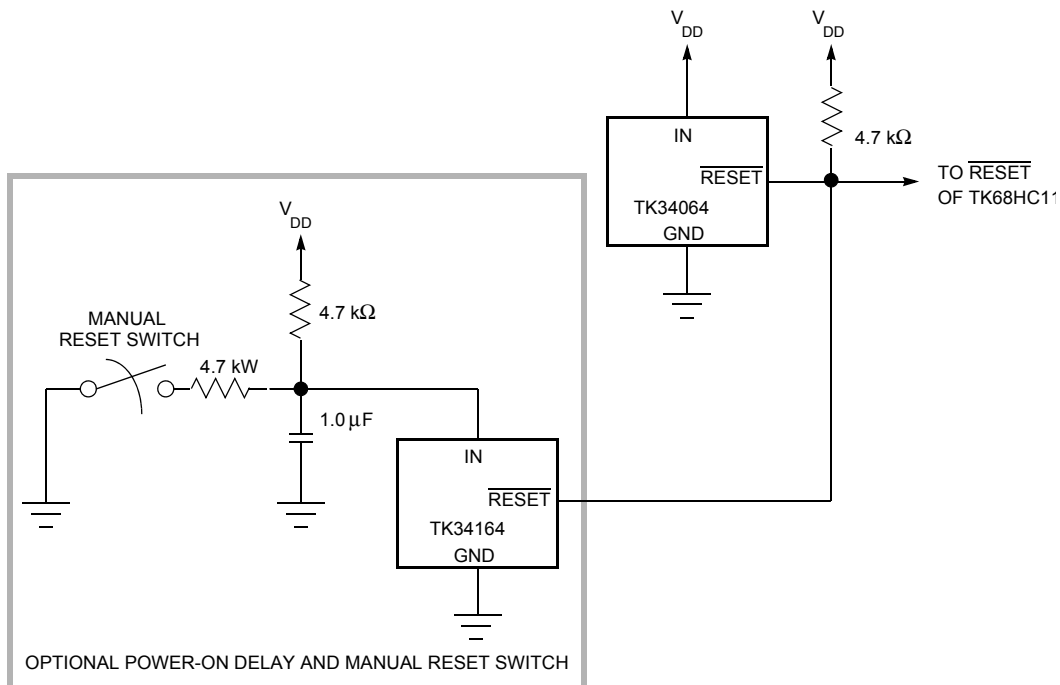 V
DD
V
DD
IN
RESET
TK34064
GND
4.7 kΩ
TO RESET
OF TK68HC11
V
DD
4.7 kΩ
MANUAL
RESET SWITCH
4.7 kW
1.0 μF
IN
RESET
TK34164
GND
OPTIONAL POWER-ON DELAY AND MANUAL RESET SWITCH